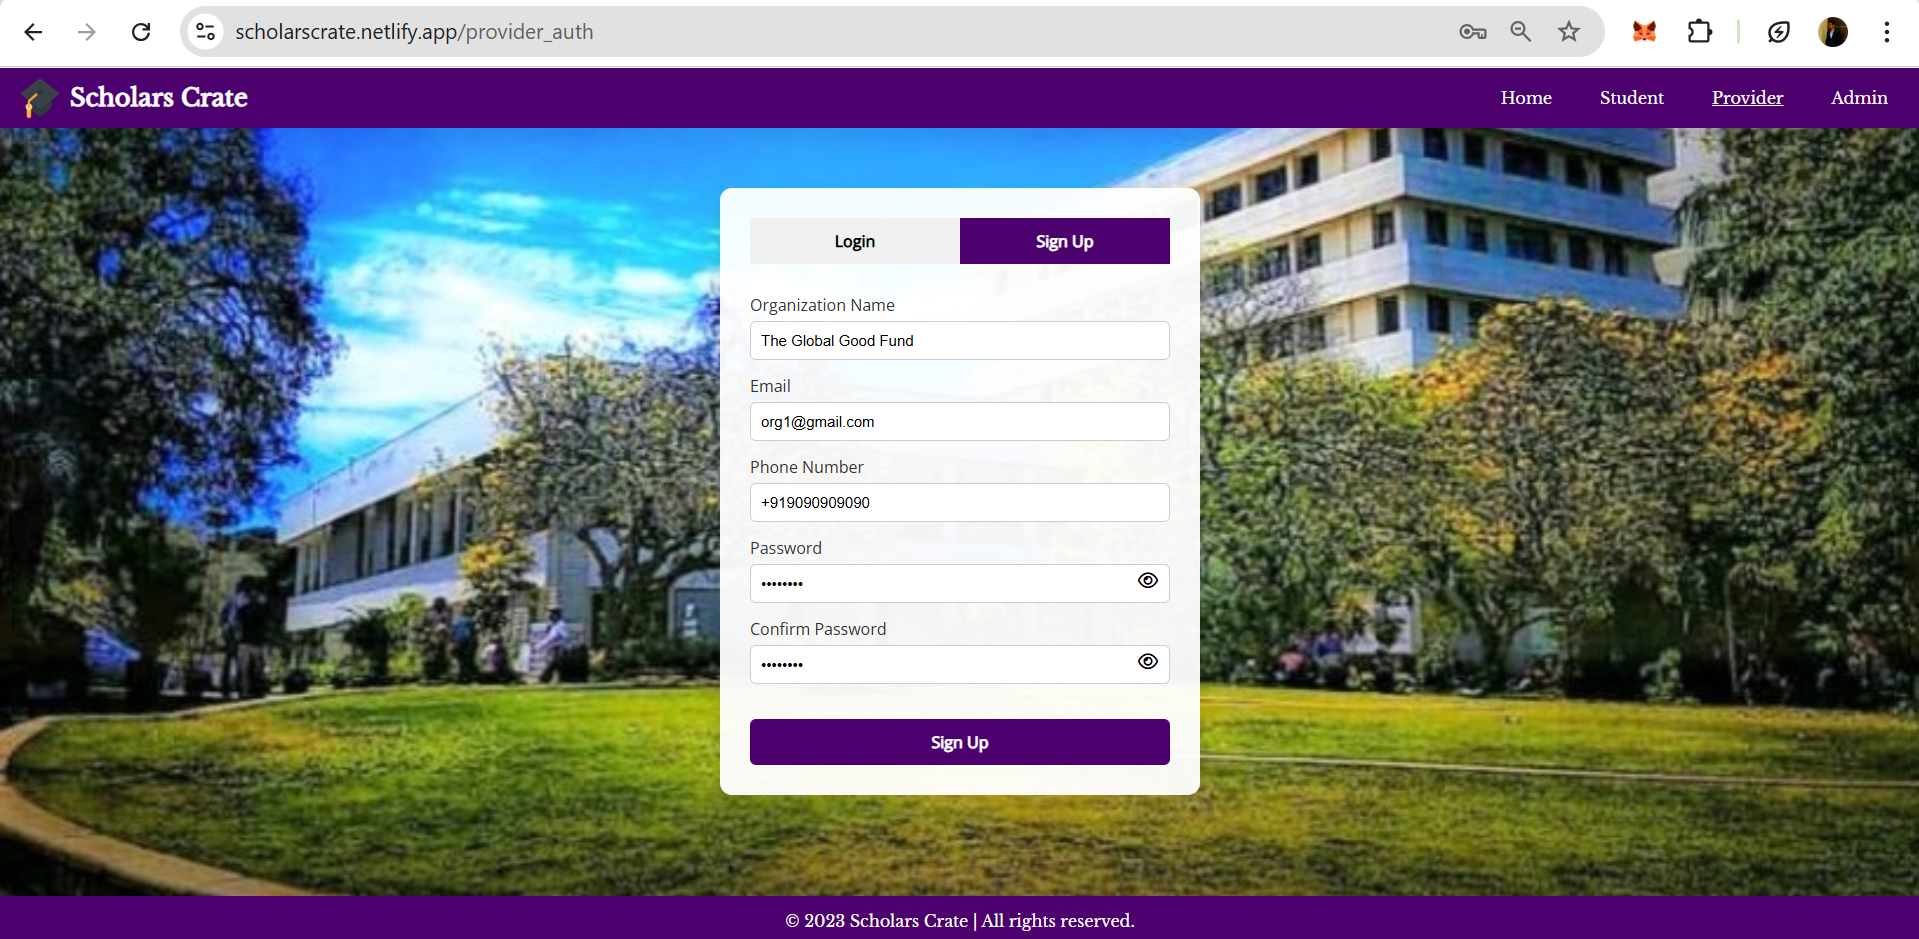 scholarscrate.netlify.app/provider_auth
Scholars Crate
Home Student Provider Admin
Login Sign Up
Organization Name
The Global Good Fund
Email
org1@gmail.com
Phone Number
+919090909090
Password
••••••••
Confirm Password
••••••••
Sign Up
© 2023 Scholars Crate | All rights reserved.